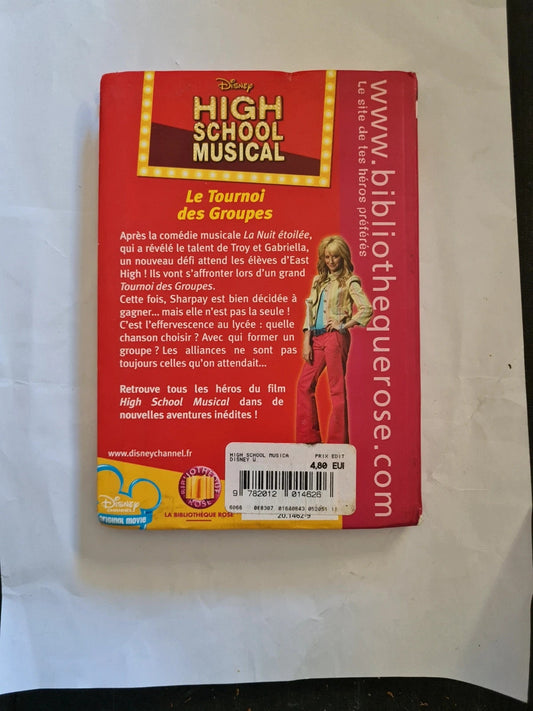 Disney
HIGH
SCHOOL
MUSICAL
Le Tournoi
des Groupes
Après la comédie musicale La Nuit étoilée,
qui a révélé le talent de Troy et Gabriella,
un nouveau défi attend les élèves d'East
High ! Ils vont s'affronter lors d'un grand
Tournoi des Groupes.
Cette fois, Sharpay est bien décidée à
gagner... mais elle n'est pas la seule !
C'est l'effervescence au lycée : quelle
chanson choisir ? Avec qui former un
groupe ? Les alliances ne sont pas
toujours celles qu'on attendait...
Retrouve tous les héros du film
High School Musical dans de
nouvelles aventures inédites !
www.disneychannel.fr
Disney
CHANNEL
ORIGINAL MOVIE
BIBLIOTHÈQUE
ROSE
LA BIBLIOTHÈQUE ROSE
HIGH SCHOOL MUSICA PRIX EDIT
DISNEY W 4,80 EUI
9 782012 014626
20.1462.9
www.bibliothequerose.com
Le site de tes héros préférés